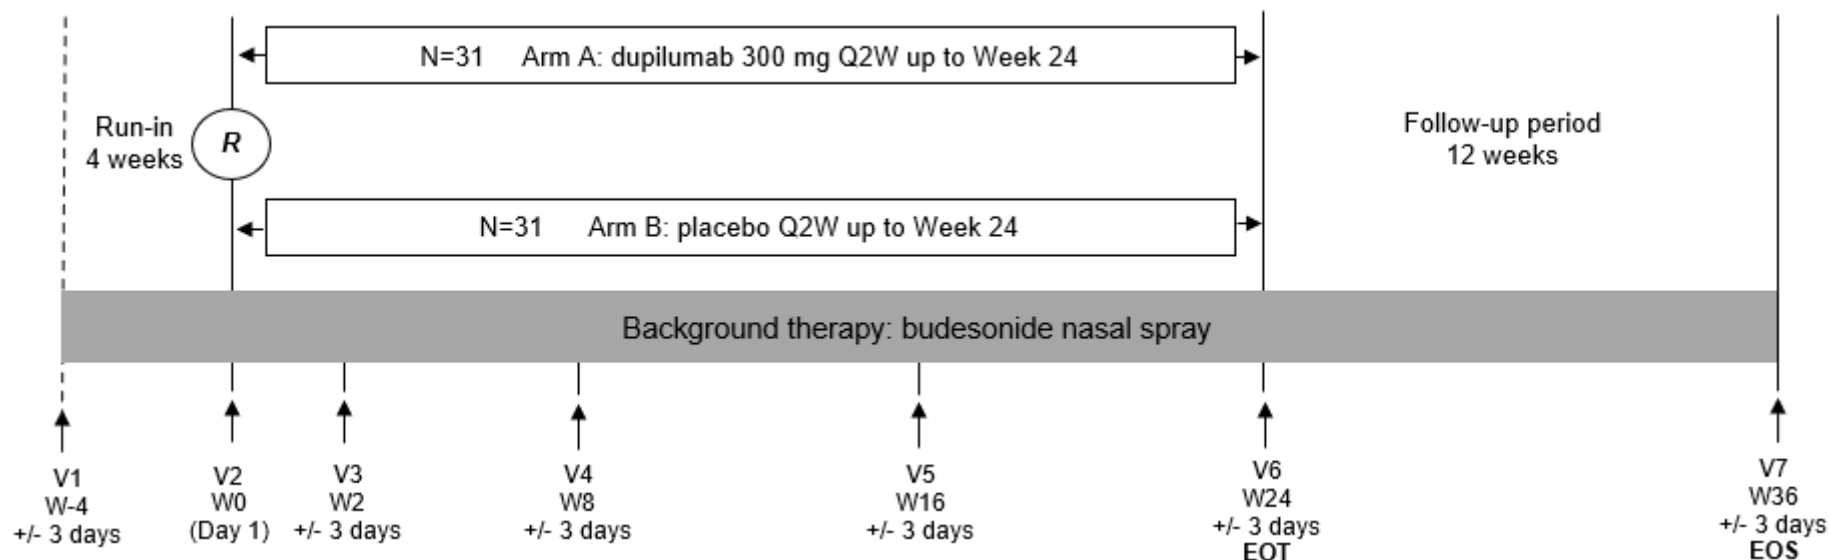 N=31 Arm A: dupilumab 300 mg Q2W up to Week 24
Run-in
4 weeks
R
Follow-up period
12 weeks
N=31 Arm B: placebo Q2W up to Week 24
Background therapy: budesonide nasal spray
V1
W-4
+/- 3 days
V2
W0
(Day 1)
V3
W2
+/- 3 days
V4
W8
+/- 3 days
V5
W16
+/- 3 days
V6
W24
+/- 3 days
EOT
V7
W36
+/- 3 days
EOS